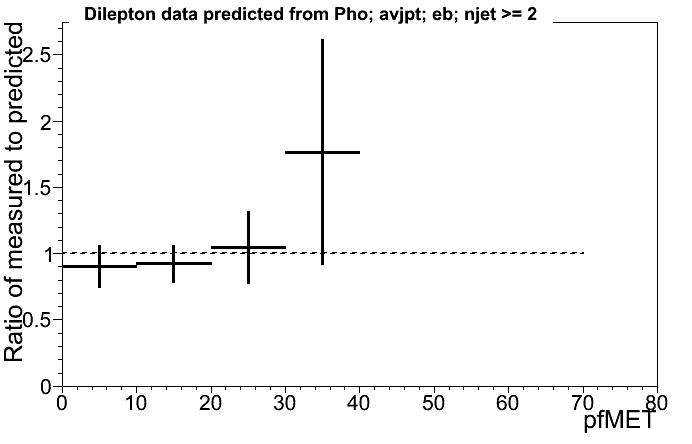 Dilepton data predicted from Pho; avjpt; eb; njet >= 2
Ratio of measured to predicted
2.5
2
1.5
1
0.5
0
0 10 20 30 40 50 60 70 80
pfMET